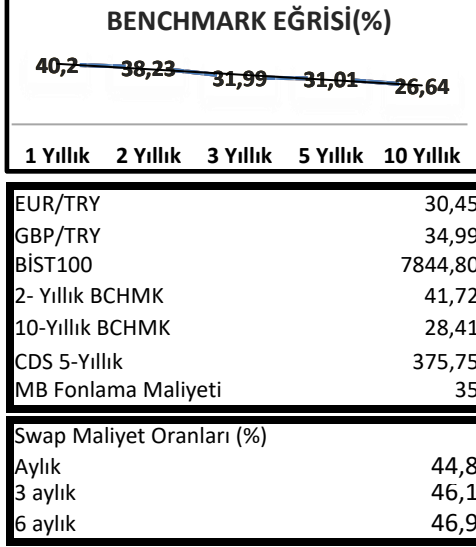 BENCHMARK EĞRİSİ(%)
40,2 38,23 31,99 31,01 26,64
1 Yıllık 2 Yıllık 3 Yıllık 5 Yıllık 10 Yıllık
EUR/TRY 30,45
GBP/TRY 34,99
BİST100 7844,80
2- Yıllık BCHMK 41,72
10-Yıllık BCHMK 28,41
CDS 5-Yıllık 375,75
MB Fonlama Maliyeti 35
Swap Maliyet Oranları (%)
Aylık 44,8
3 aylık 46,1
6 aylık 46,9